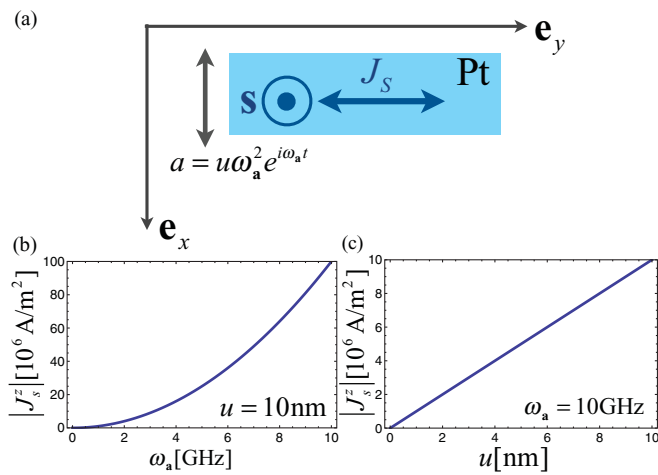 (a)
𝐞_y
J_S
Pt
𝐬
a = uω_𝐚^2 e^{iω_𝐚 t}
𝐞_x
(b)
(c)
|J_s^z| [10^6 A/m^2]
100
80
60
40
20
0
0 2 4 6 8 10
u = 10nm
ω_𝐚[GHz]
|J_s^z| [10^6 A/m^2]
10
8
6
4
2
0
0 2 4 6 8 10
ω_𝐚 = 10GHz
u[nm]